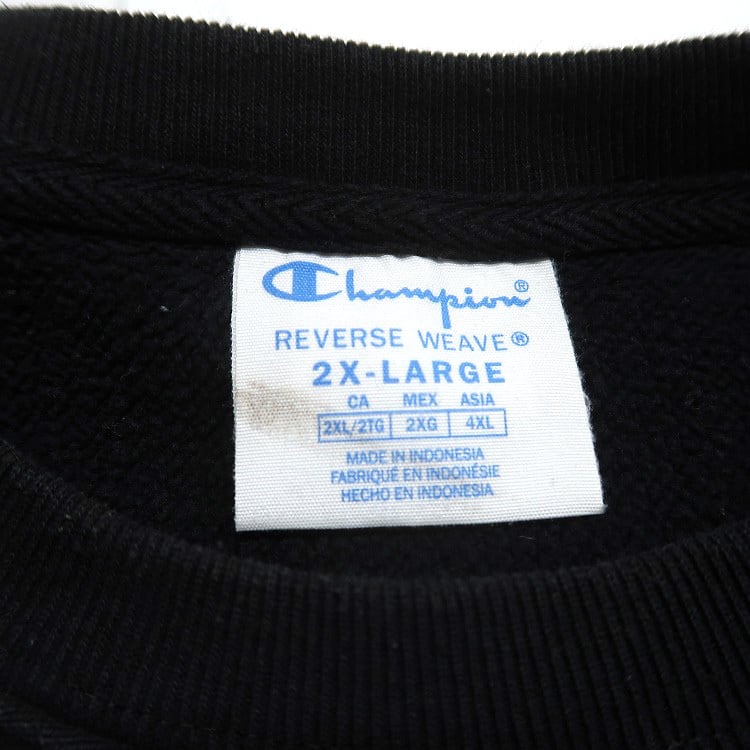 Champion®
REVERSE WEAVE®
2X-LARGE
CA MEX ASIA
2XL/2TG 2XG 4XL
MADE IN INDONESIA
FABRIQUÉ EN INDONÉSIE
HECHO EN INDONESIA